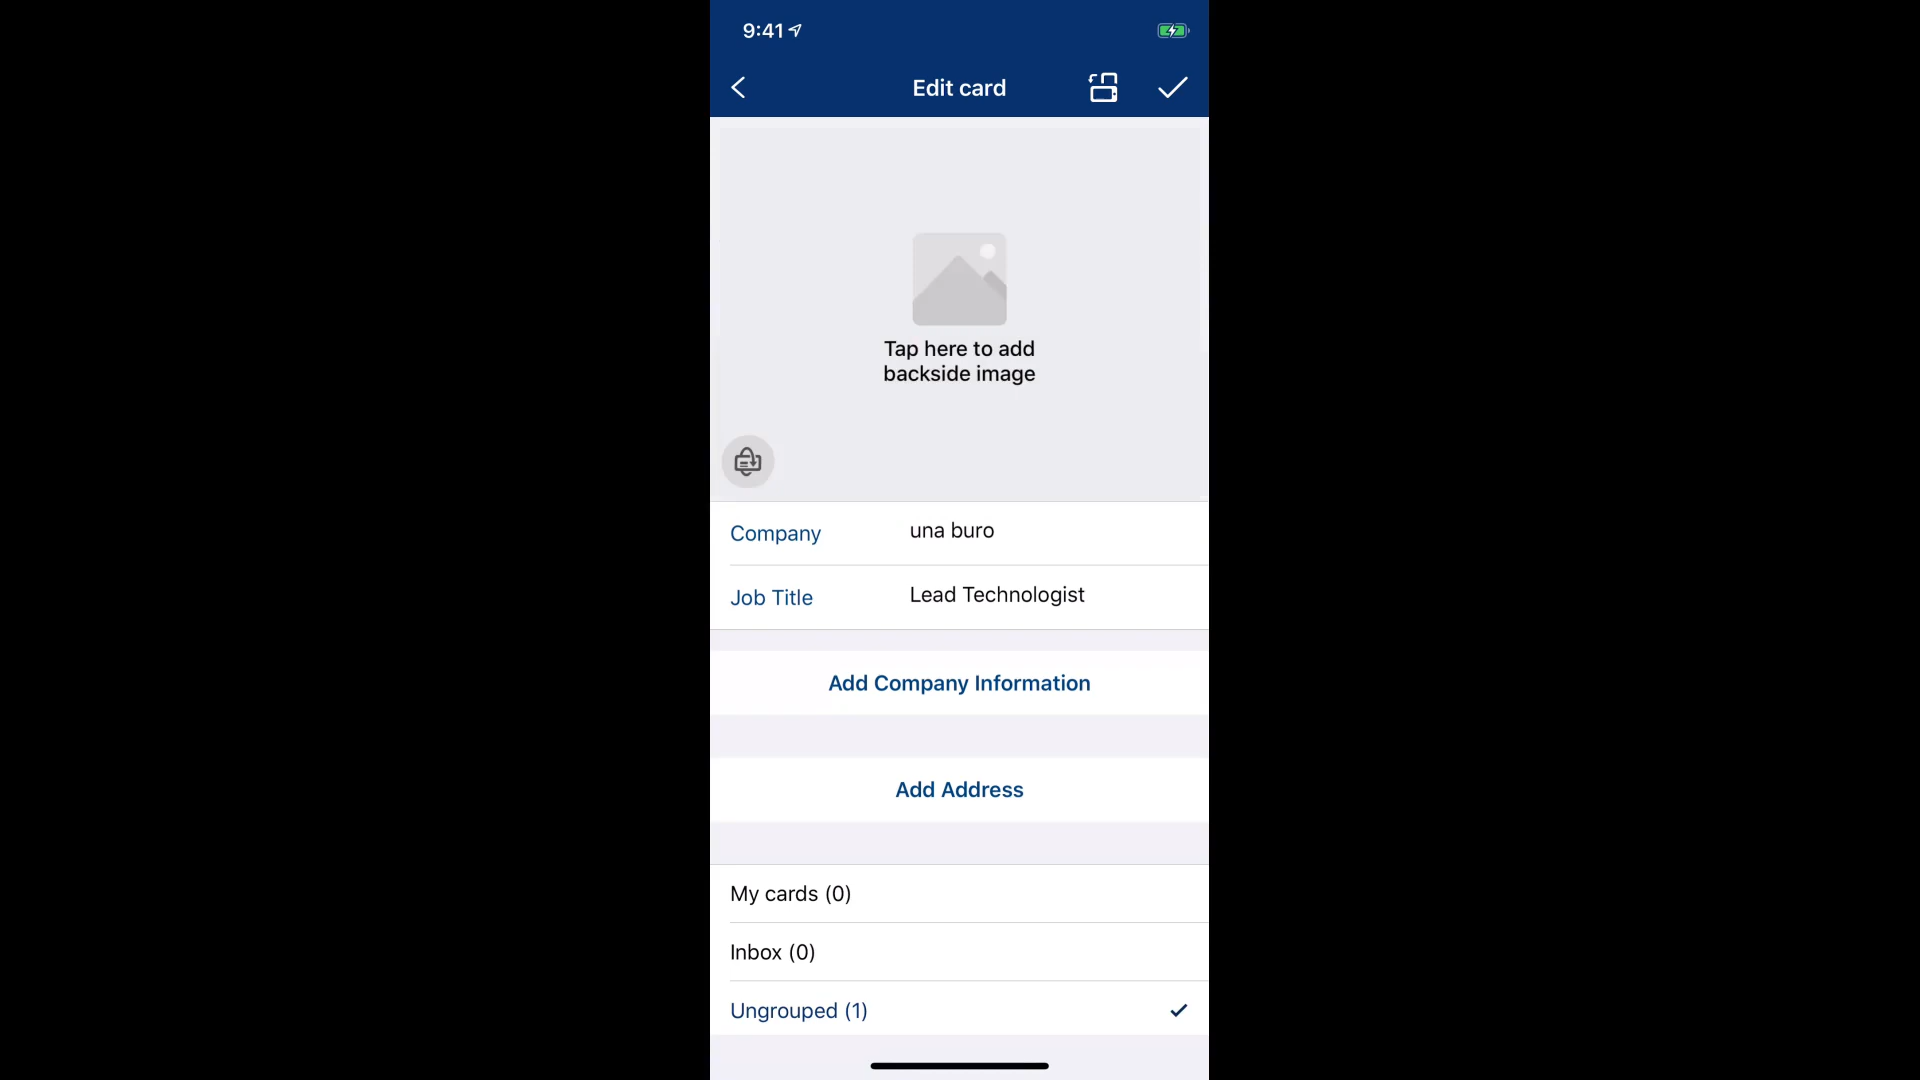 9:41
Edit card
Tap here to add
backside image
Company una buro
Job Title Lead Technologist
Add Company Information
Add Address
My cards (0)
Inbox (0)
Ungrouped (1)